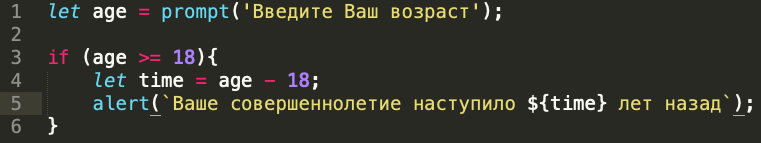 1 let age = prompt('Введите Ваш возраст');
2
3 if (age >= 18){
4     let time = age - 18;
5     alert(`Ваше совершеннолетие наступило ${time} лет назад`);
6 }